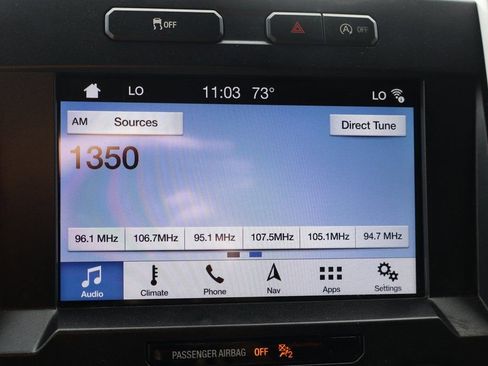 OFF
A OFF
LO 11:03 73° LO
AM Sources Direct Tune
1350
96.1 MHz 106.7MHz 95.1 MHz 107.5MHz 105.1MHz 94.7 MHz
Audio Climate Phone Nav Apps Settings
PASSENGER AIRBAG OFF 2